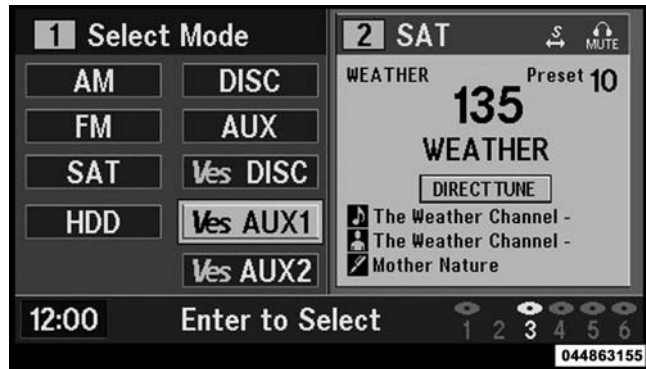 1 Select Mode
AM DISC
FM AUX
SAT Ves DISC
HDD Ves AUX1
Ves AUX2
2 SAT S MUTE
WEATHER Preset 10
135
WEATHER
DIRECT TUNE
The Weather Channel -
The Weather Channel -
Mother Nature
12:00 Enter to Select 1 2 3 4 5 6
044863155